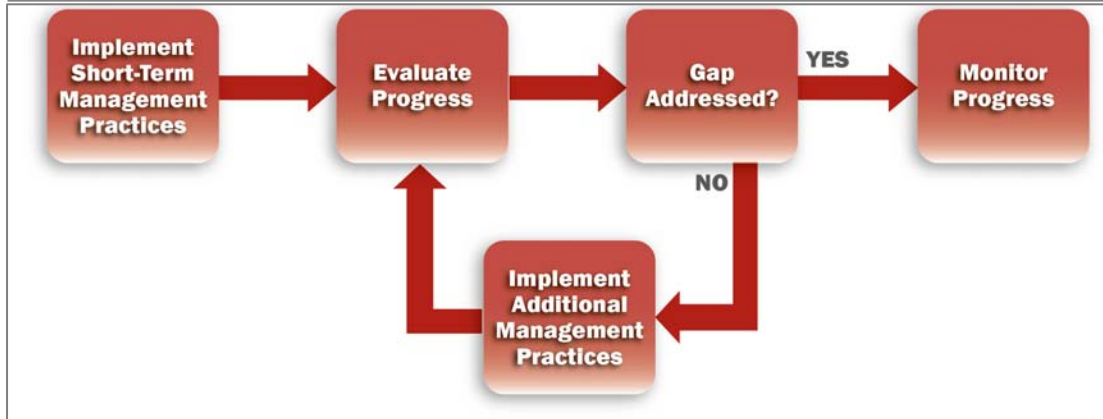 Implement
Short-Term
Management
Practices
Evaluate
Progress
Gap
Addressed?
YES
Monitor
Progress
NO
Implement
Additional
Management
Practices